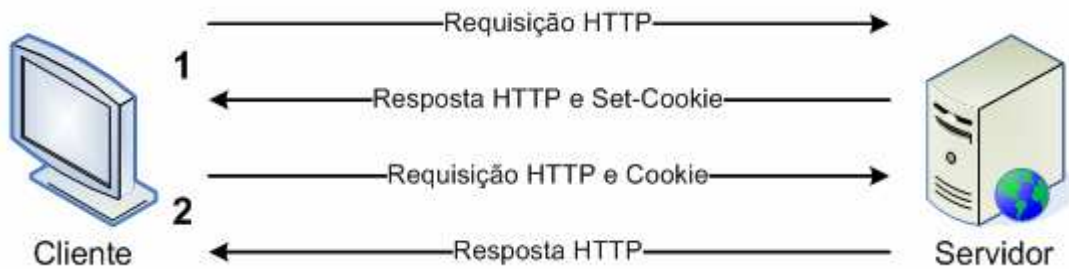 Requisição HTTP
1
Resposta HTTP e Set-Cookie
Requisição HTTP e Cookie
2
Resposta HTTP
Cliente
Servidor